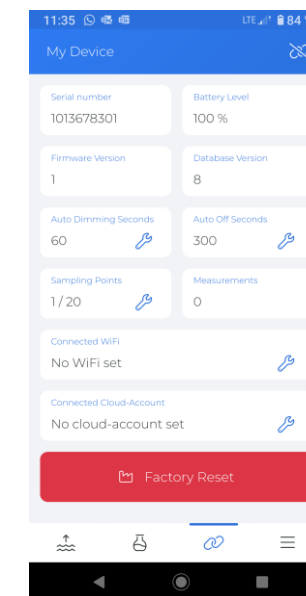 11:35 LTE 84
My Device
Serial number
1013678301
Battery Level
100 %
Firmware Version
1
Database Version
8
Auto Dimming Seconds
60
Auto Off Seconds
300
Sampling Points
1 / 20
Measurements
0
Connected WiFi
No WiFi set
Connected Cloud-Account
No cloud-account set
Factory Reset